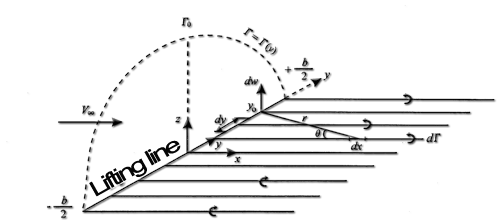 Γ₀
Γ = Γ(y)
+ b/2
y
dw
V∞
z
dy
y₀
r
θ
dx
dΓ
y
x
Lifting line
- b/2